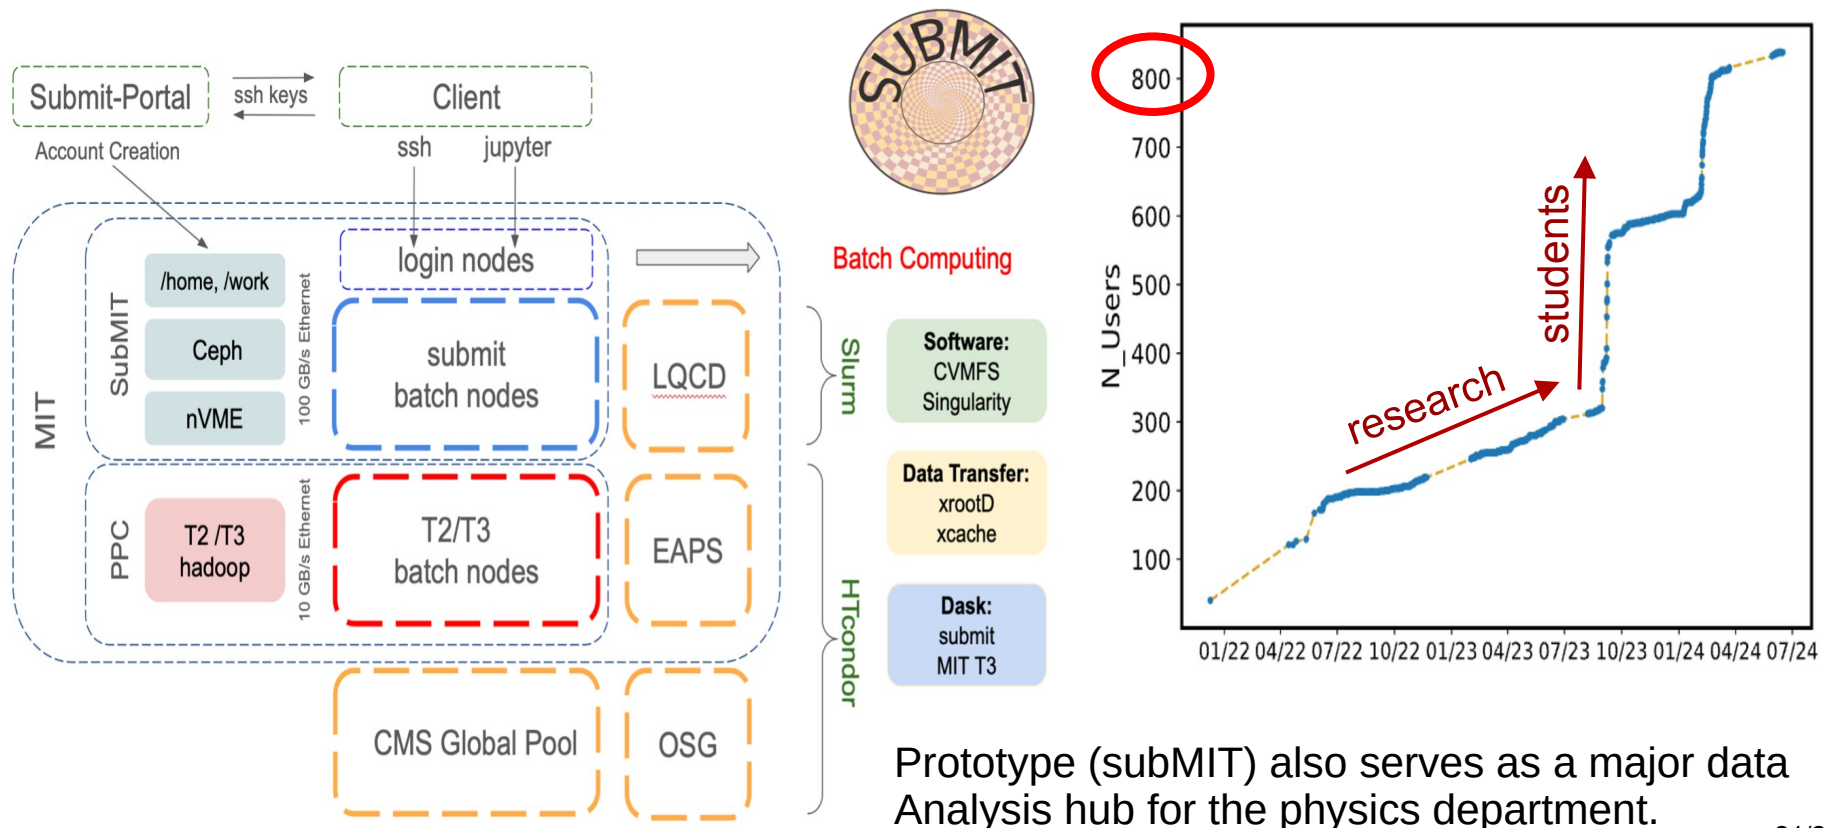 SUBMIT
Submit-Portal
ssh keys
Client
Account Creation
ssh
jupyter
MIT
SubMIT
/home, /work
Ceph
nVME
100 GB/s Ethernet
login nodes
submit
batch nodes
LQCD
PPC
T2 /T3
hadoop
10 GB/s Ethernet
T2/T3
batch nodes
EAPS
CMS Global Pool
OSG
Batch Computing
Slurm
HTcondor
Software:
CVMFS
Singularity
Data Transfer:
xrootD
xcache
Dask:
submit
MIT T3
N_Users
800
700
600
500
400
300
200
100
research
students
01/22 04/22 07/22 10/22 01/23 04/23 07/23 10/23 01/24 04/24 07/24
Prototype (subMIT) also serves as a major data
Analysis hub for the physics department.